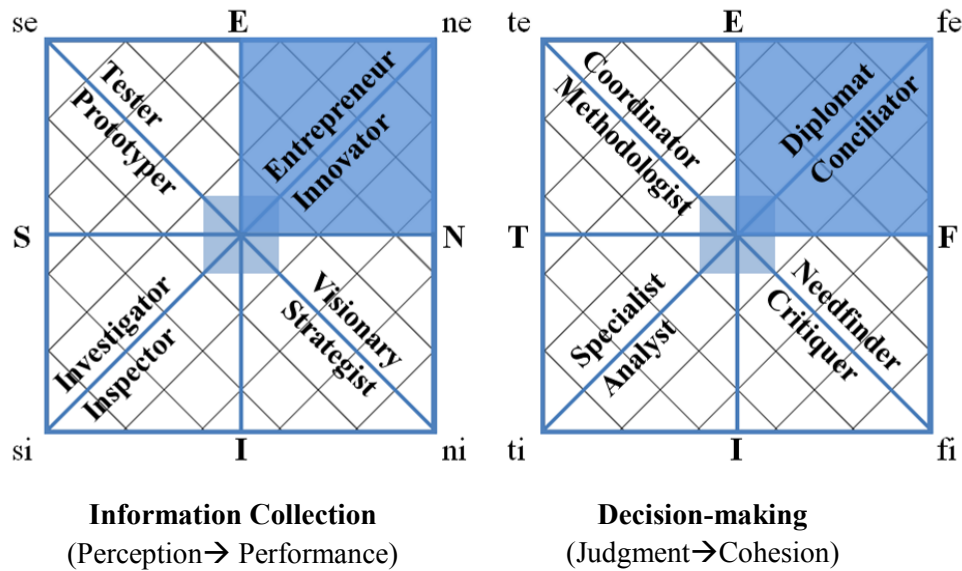 se
E
ne
Tester
Prototyper
Entrepreneur
Innovator
S
N
Investigator
Inspector
Visionary
Strategist
si
I
ni
Information Collection
(Perception→ Performance)
te
E
fe
Coordinator
Methodologist
Diplomat
Conciliator
T
F
Specialist
Analyst
Needfinder
Critiquer
ti
I
fi
Decision-making
(Judgment→Cohesion)